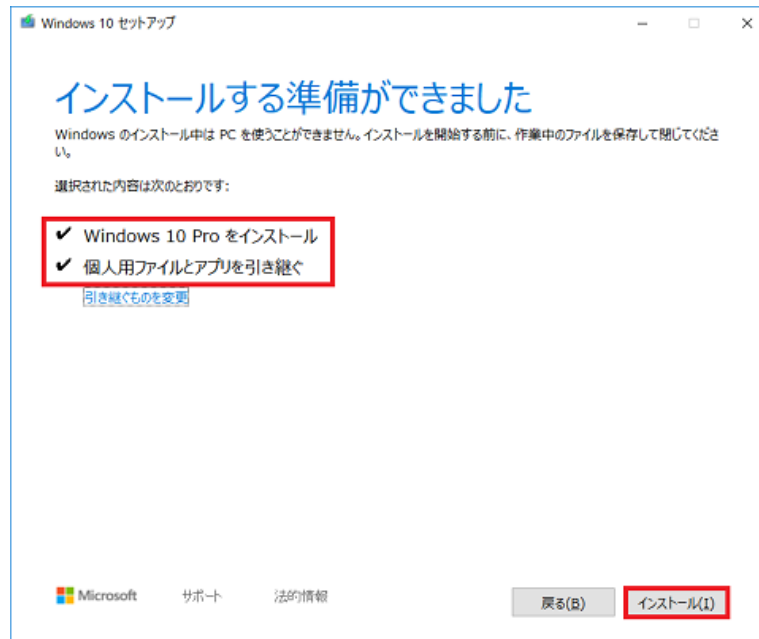 Windows 10 セットアップ
インストールする準備ができました
Windows のインストール中は PC を使うことができません。インストールを開始する前に、作業中のファイルを保存して閉じてくださ
い。
選択された内容は次のとおりです:
✔ Windows 10 Pro をインストール
✔ 個人用ファイルとアプリを引き継ぐ
引き継ぐものを変更
Microsoft サポート 法的情報 戻る(B) インストール(I)